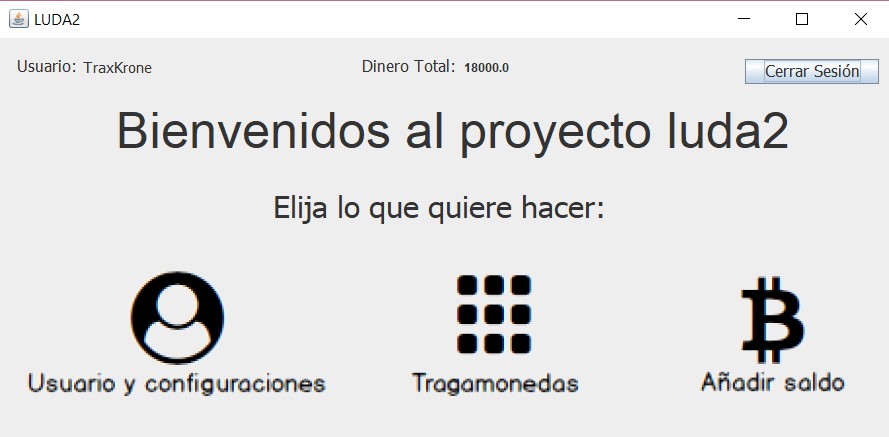 LUDA2
Usuario: TraxKrone Dinero Total: 18000.0 Cerrar Sesión
Bienvenidos al proyecto luda2
Elija lo que quiere hacer:
Usuario y configuraciones Tragamonedas Añadir saldo